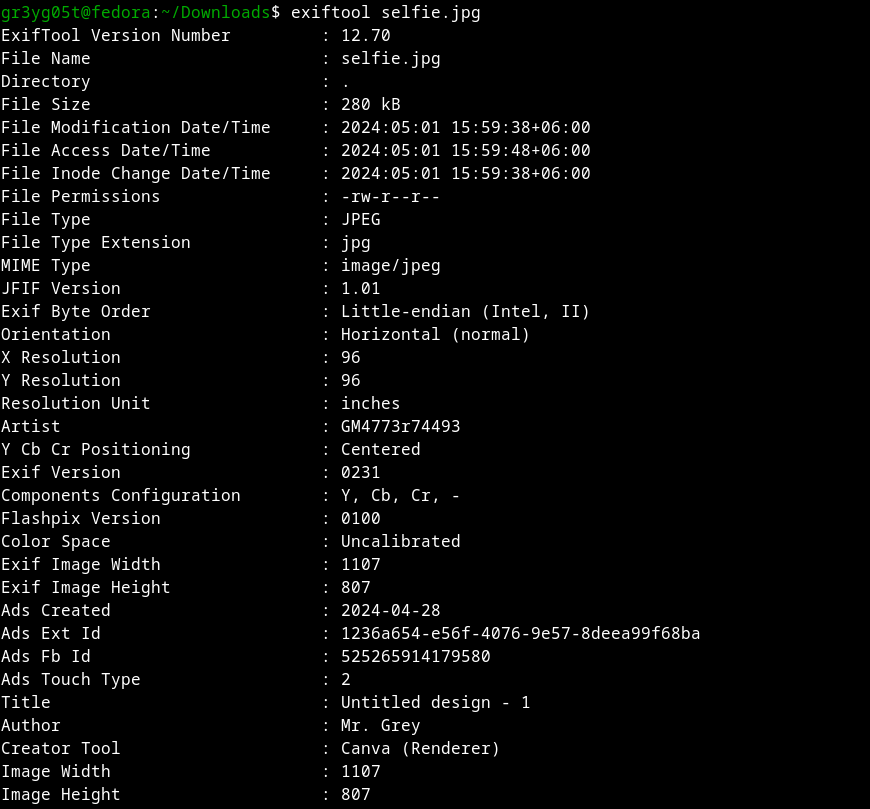 gr3yg05t@fedora:~/Downloads$ exiftool selfie.jpg
ExifTool Version Number         : 12.70
File Name                       : selfie.jpg
Directory                       : .
File Size                       : 280 kB
File Modification Date/Time     : 2024:05:01 15:59:38+06:00
File Access Date/Time           : 2024:05:01 15:59:48+06:00
File Inode Change Date/Time     : 2024:05:01 15:59:38+06:00
File Permissions                : -rw-r--r--
File Type                       : JPEG
File Type Extension             : jpg
MIME Type                       : image/jpeg
JFIF Version                    : 1.01
Exif Byte Order                 : Little-endian (Intel, II)
Orientation                     : Horizontal (normal)
X Resolution                    : 96
Y Resolution                    : 96
Resolution Unit                 : inches
Artist                          : GM4773r74493
Y Cb Cr Positioning             : Centered
Exif Version                    : 0231
Components Configuration        : Y, Cb, Cr, -
Flashpix Version                : 0100
Color Space                     : Uncalibrated
Exif Image Width                : 1107
Exif Image Height               : 807
Ads Created                     : 2024-04-28
Ads Ext Id                      : 1236a654-e56f-4076-9e57-8deea99f68ba
Ads Fb Id                       : 525265914179580
Ads Touch Type                  : 2
Title                           : Untitled design - 1
Author                          : Mr. Grey
Creator Tool                    : Canva (Renderer)
Image Width                     : 1107
Image Height                    : 807